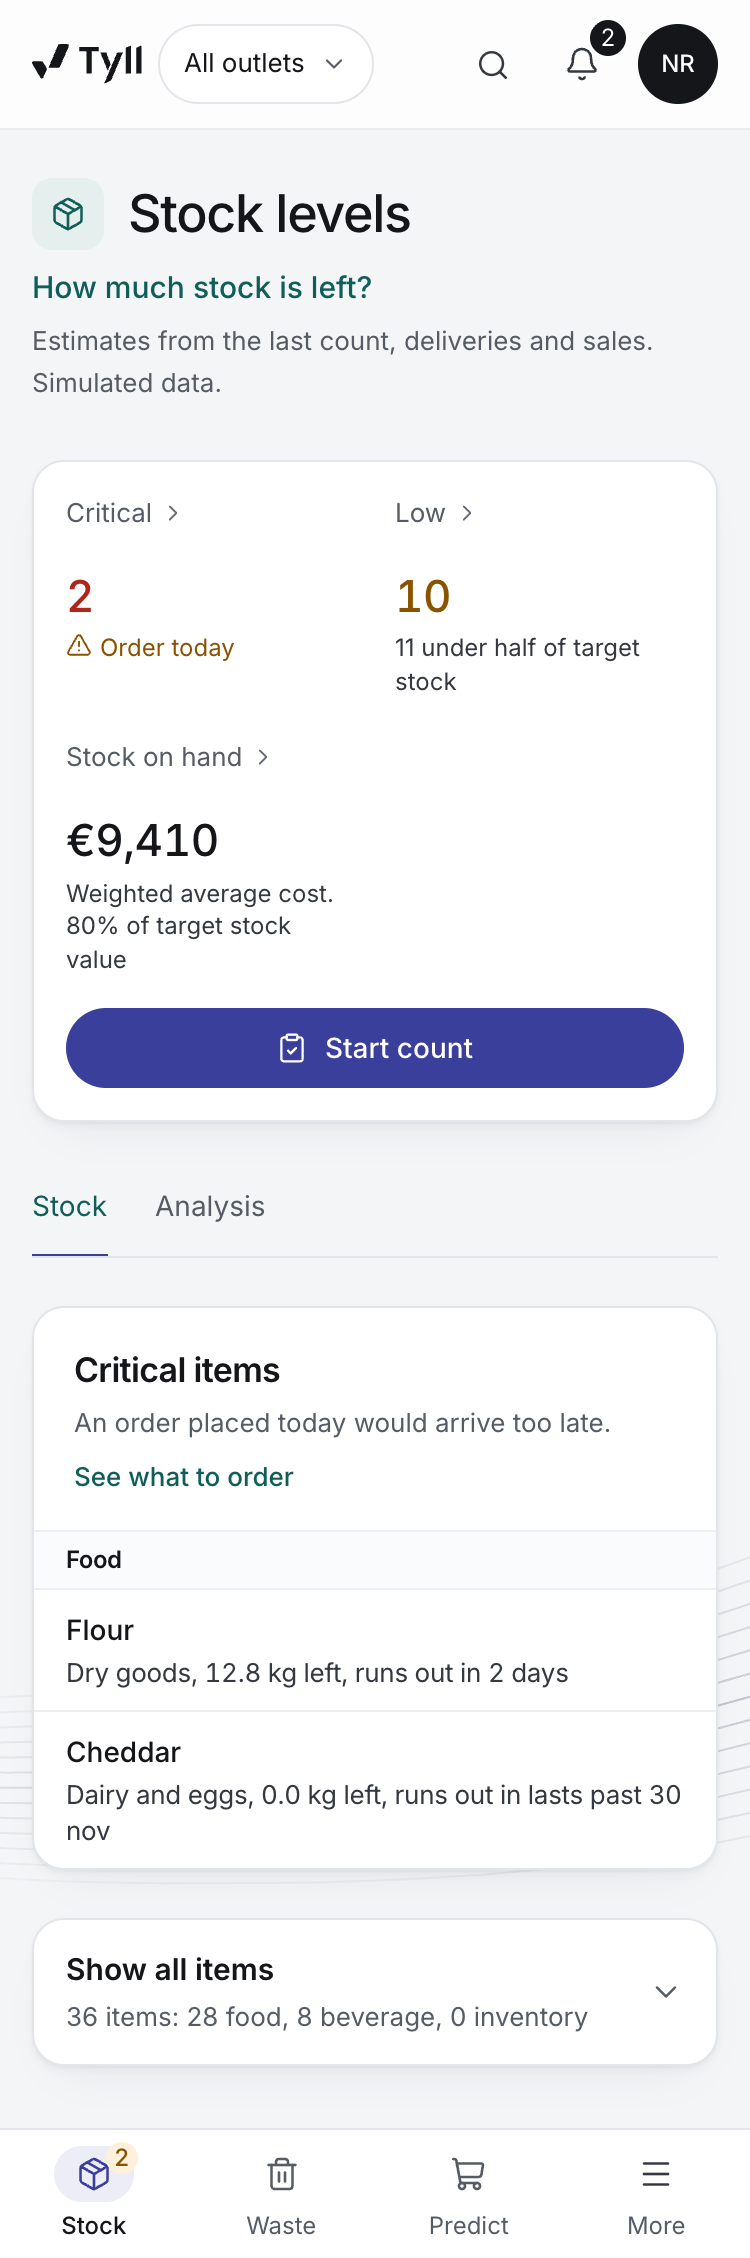 Tyll
All outlets
2
NR
Stock levels
How much stock is left?
Estimates from the last count, deliveries and sales.
Simulated data.
Critical
2
Order today
Low
10
11 under half of target
stock
Stock on hand
€9,410
Weighted average cost.
80% of target stock
value
Start count
Stock
Analysis
Critical items
An order placed today would arrive too late.
See what to order
Food
Flour
Dry goods, 12.8 kg left, runs out in 2 days
Cheddar
Dairy and eggs, 0.0 kg left, runs out in lasts past 30
nov
Show all items
36 items: 28 food, 8 beverage, 0 inventory
2
Stock
Waste
Predict
More